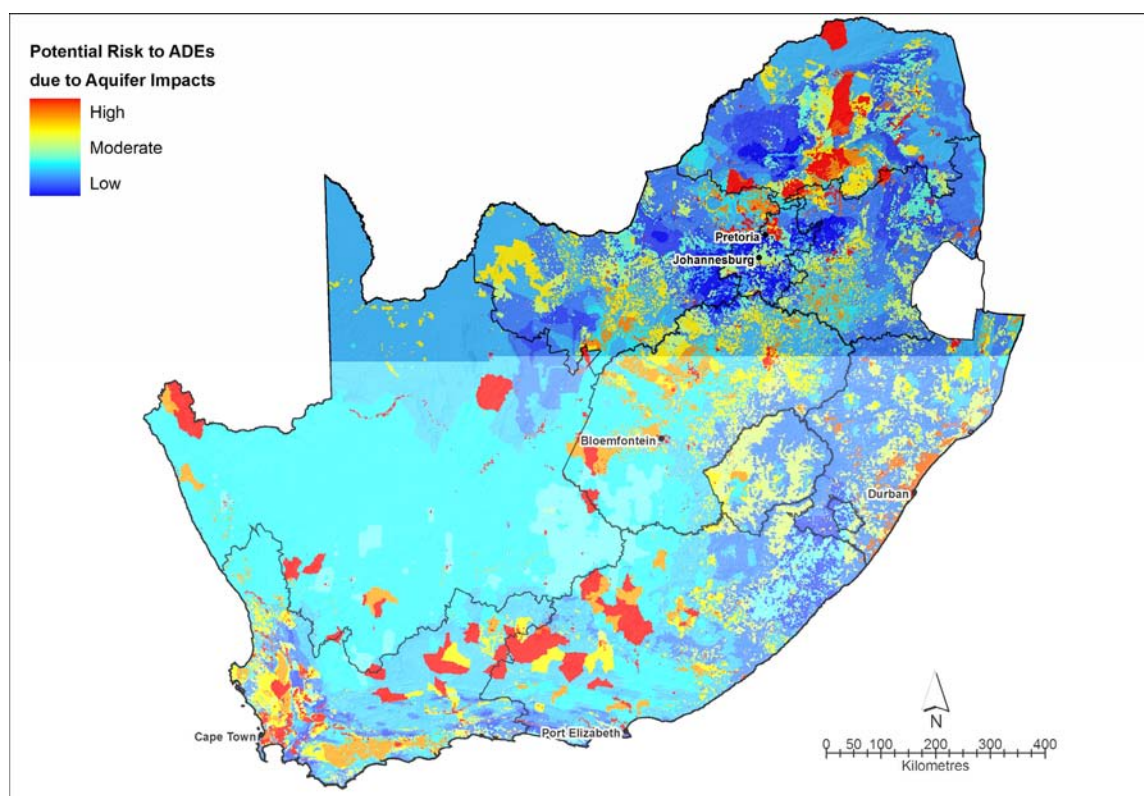 Potential Risk to ADEs
due to Aquifer Impacts
High
Moderate
Low
Pretoria
Johannesburg
Bloemfontein
Durban
Cape Town
Port Elizabeth
N
0 50 100 200 300 400
Kilometres